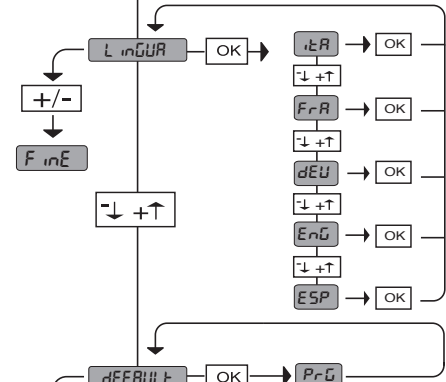 LinGUA OK itA OK
-↓ +↑
+/- FrA OK
-↓ +↑
FinE dEU OK
-↓ +↑ -↓ +↑
EnG OK
-↓ +↑
ESP OK
dEFAULt OK PrG